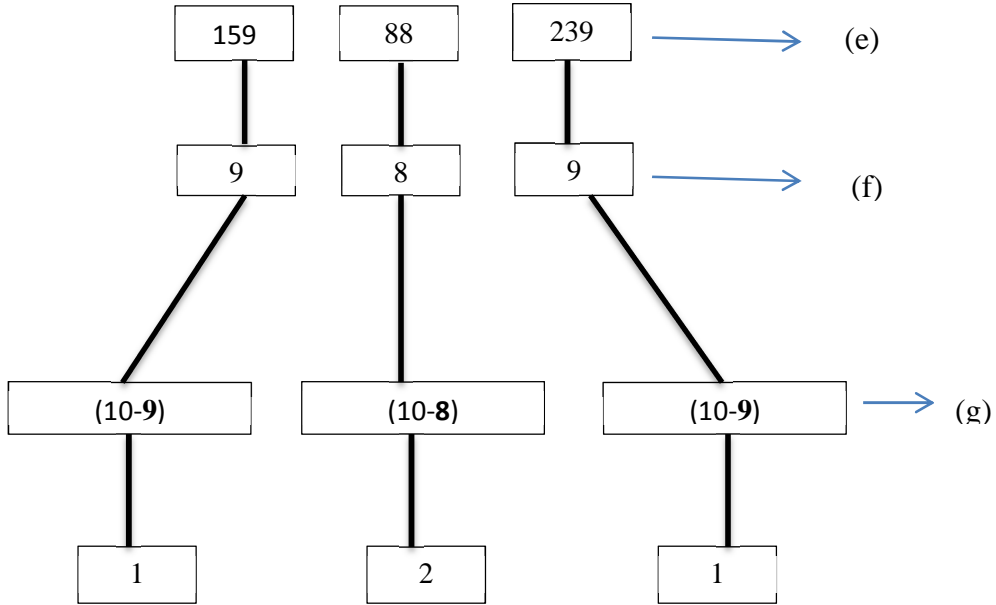 159 88 239 (e)
9 8 9 (f)
(10-9) (10-8) (10-9) (g)
1 2 1